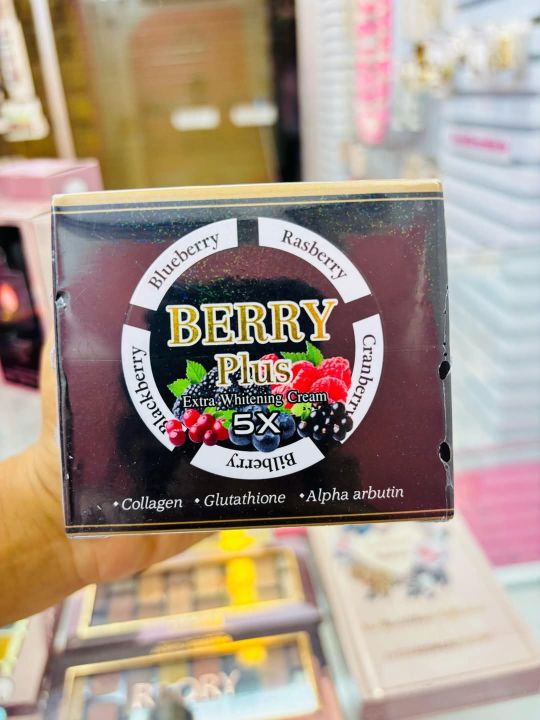 Blueberry
Rasberry
Blackberry
Cranberry
BERRY
Plus
Extra Whitening Cream
5X
Bilberry
• Collagen • Glutathione • Alpha arbutin